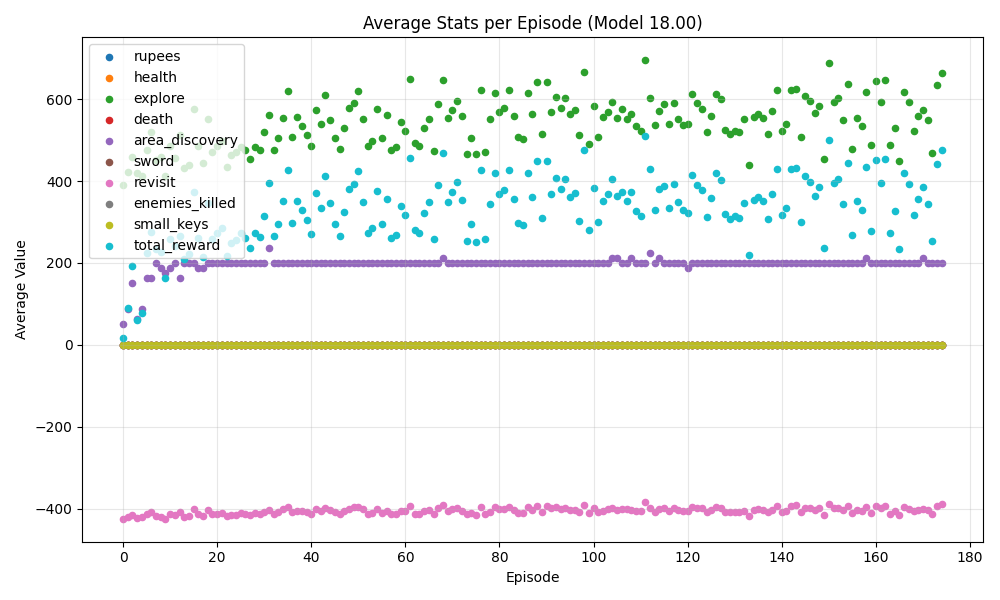 Average Stats per Episode (Model 18.00)
rupees
health
explore
death
area_discovery
sword
revisit
enemies_killed
small_keys
total_reward
Average Value
600
400
200
0
−200
−400
0 20 40 60 80 100 120 140 160 180
Episode